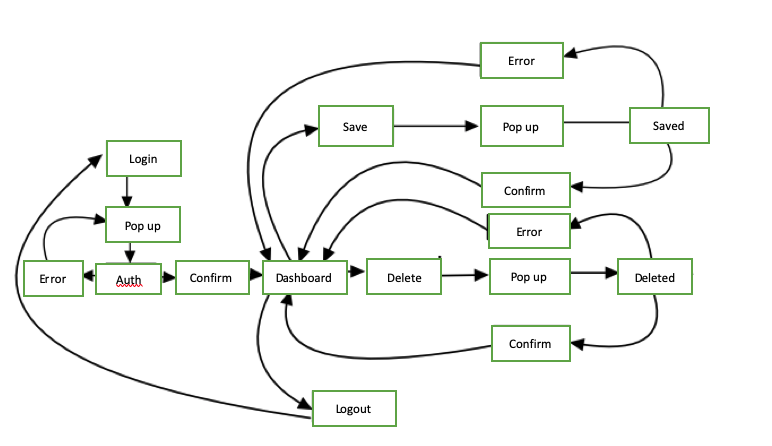 Error
Save
Pop up
Saved
Login
Confirm
Pop up
Error
Error
Auth
Confirm
Dashboard
Delete
Pop up
Deleted
Confirm
Logout